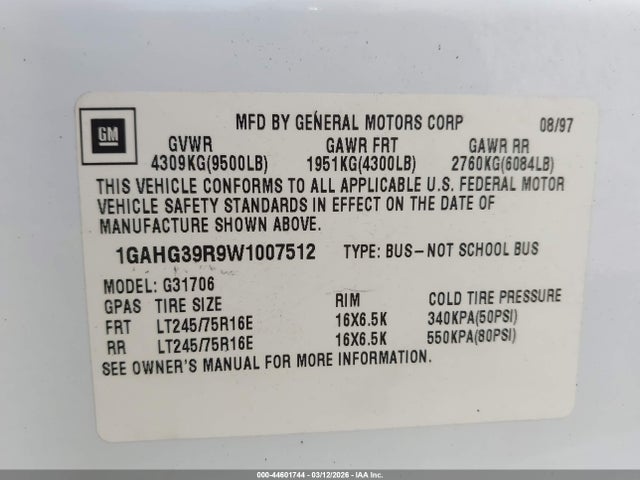 GM
MFD BY GENERAL MOTORS CORP 08/97
GVWR GAWR FRT GAWR RR
4309KG(9500LB) 1951KG(4300LB) 2760KG(6084LB)
THIS VEHICLE CONFORMS TO ALL APPLICABLE U.S. FEDERAL MOTOR
VEHICLE SAFETY STANDARDS IN EFFECT ON THE DATE OF
MANUFACTURE SHOWN ABOVE.
1GAHG39R9W1007512 TYPE: BUS-NOT SCHOOL BUS
MODEL: G31706
GPAS TIRE SIZE RIM COLD TIRE PRESSURE
FRT LT245/75R16E 16X6.5K 340KPA(50PSI)
RR LT245/75R16E 16X6.5K 550KPA(80PSI)
SEE OWNER'S MANUAL FOR MORE INFORMATION.
000-44601744 - 03/12/2026 - IAA Inc.